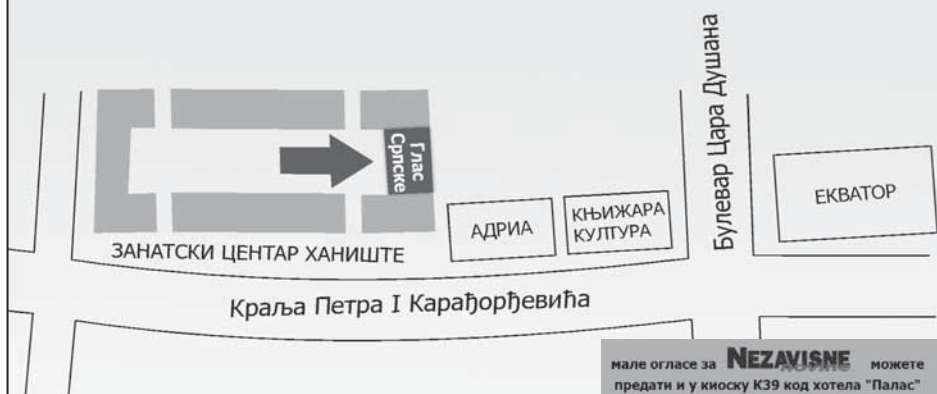 Булевар Цара Душана
Глас
Српске
ЕКВАТОР
АДРИА
КЊИЖАРА
КУЛТУРА
ЗАНАТСКИ ЦЕНТАР ХАНИШТЕ
Краља Петра I Карађорђевића
мале огласе за NEZAVISNE novine можете
предати и у киоску К39 код хотела "Палас"